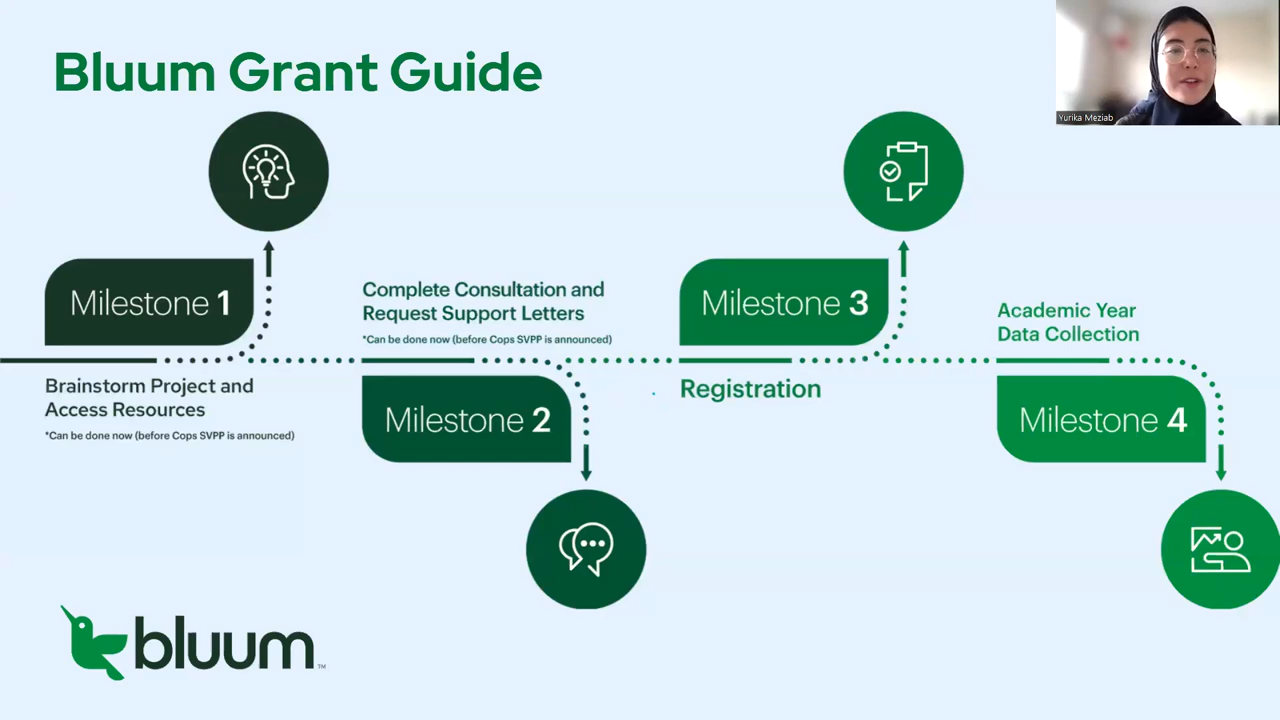 Bluum Grant Guide
Yurika Meziab
Milestone 1
Brainstorm Project and
Access Resources
*Can be done now (before Cops SVPP is announced)
Complete Consultation and
Request Support Letters
*Can be done now (before Cops SVPP is announced)
Milestone 2
Milestone 3
Registration
Academic Year
Data Collection
Milestone 4
bluum™